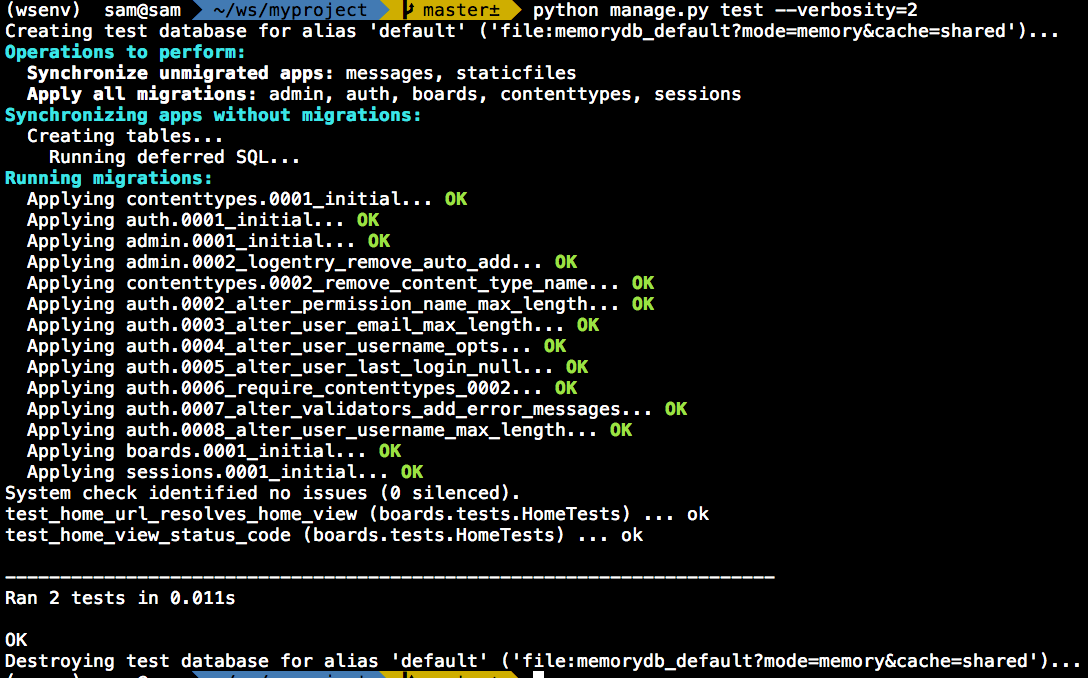 (wsenv) sam@sam ~/ws/myproject master± python manage.py test --verbosity=2
Creating test database for alias 'default' ('file:memorydb_default?mode=memory&cache=shared')...
Operations to perform:
  Synchronize unmigrated apps: messages, staticfiles
  Apply all migrations: admin, auth, boards, contenttypes, sessions
Synchronizing apps without migrations:
  Creating tables...
    Running deferred SQL...
Running migrations:
  Applying contenttypes.0001_initial... OK
  Applying auth.0001_initial... OK
  Applying admin.0001_initial... OK
  Applying admin.0002_logentry_remove_auto_add... OK
  Applying contenttypes.0002_remove_content_type_name... OK
  Applying auth.0002_alter_permission_name_max_length... OK
  Applying auth.0003_alter_user_email_max_length... OK
  Applying auth.0004_alter_user_username_opts... OK
  Applying auth.0005_alter_user_last_login_null... OK
  Applying auth.0006_require_contenttypes_0002... OK
  Applying auth.0007_alter_validators_add_error_messages... OK
  Applying auth.0008_alter_user_username_max_length... OK
  Applying boards.0001_initial... OK
  Applying sessions.0001_initial... OK
System check identified no issues (0 silenced).
test_home_url_resolves_home_view (boards.tests.HomeTests) ... ok
test_home_view_status_code (boards.tests.HomeTests) ... ok
----------------------------------------------------------------------
Ran 2 tests in 0.011s
OK
Destroying test database for alias 'default' ('file:memorydb_default?mode=memory&cache=shared')...